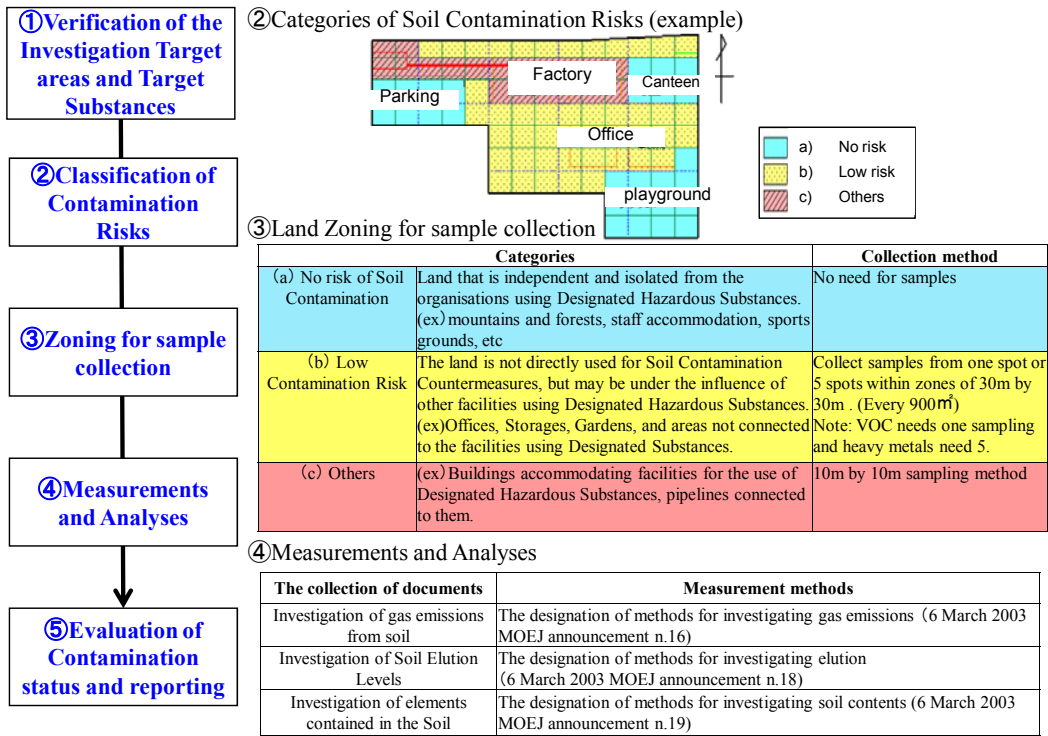 ①Verification of the
Investigation Target
areas and Target
Substances
②Classification of
Contamination
Risks
③Zoning for sample
collection
④Measurements
and Analyses
⑤Evaluation of
Contamination
status and reporting
②Categories of Soil Contamination Risks (example)
Factory
Canteen
Parking
Office
playground
a) No risk
b) Low risk
c) Others
③Land Zoning for sample collection
Categories
Collection method
(a) No risk of Soil
Contamination
Land that is independent and isolated from the
organisations using Designated Hazardous Substances.
(ex)mountains and forests, staff accommodation, sports
grounds, etc
No need for samples
(b) Low
Contamination Risk
The land is not directly used for Soil Contamination
Countermeasures, but may be under the influence of
other facilities using Designated Hazardous Substances.
(ex)Offices, Storages, Gardens, and areas not connected
to the facilities using Designated Substances.
Collect samples from one spot or
5 spots within zones of 30m by
30m . (Every 900㎡)
Note: VOC needs one sampling
and heavy metals need 5.
(c) Others
(ex)Buildings accommodating facilities for the use of
Designated Hazardous Substances, pipelines connected
to them.
10m by 10m sampling method
④Measurements and Analyses
The collection of documents
Measurement methods
Investigation of gas emissions
from soil
The designation of methods for investigating gas emissions (6 March 2003
MOEJ announcement n.16)
Investigation of Soil Elution
Levels
The designation of methods for investigating elution
(6 March 2003 MOEJ announcement n.18)
Investigation of elements
contained in the Soil
The designation of methods for investigating soil contents (6 March 2003
MOEJ announcement n.19)